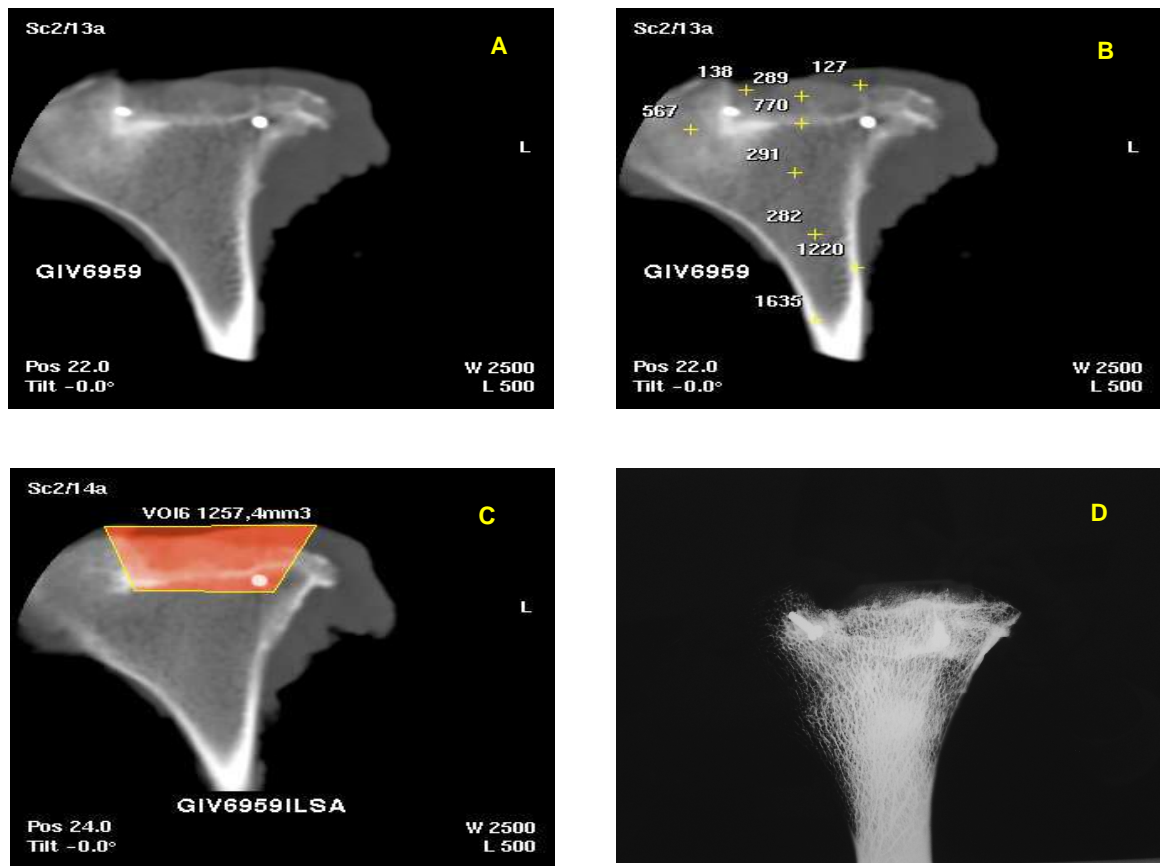 Sc2/13a
A
L
GIV6959
Pos 22.0
Tilt -0.0°
W 2500
L 500
Sc2/13a
B
138
289
127
567
770
L
291
282
1220
GIV6959
1635
Pos 22.0
Tilt -0.0°
W 2500
L 500
Sc2/14a
VOI6 1257,4mm3
C
L
GIV6959ILSA
Pos 24.0
Tilt -0.0°
W 2500
L 500
D